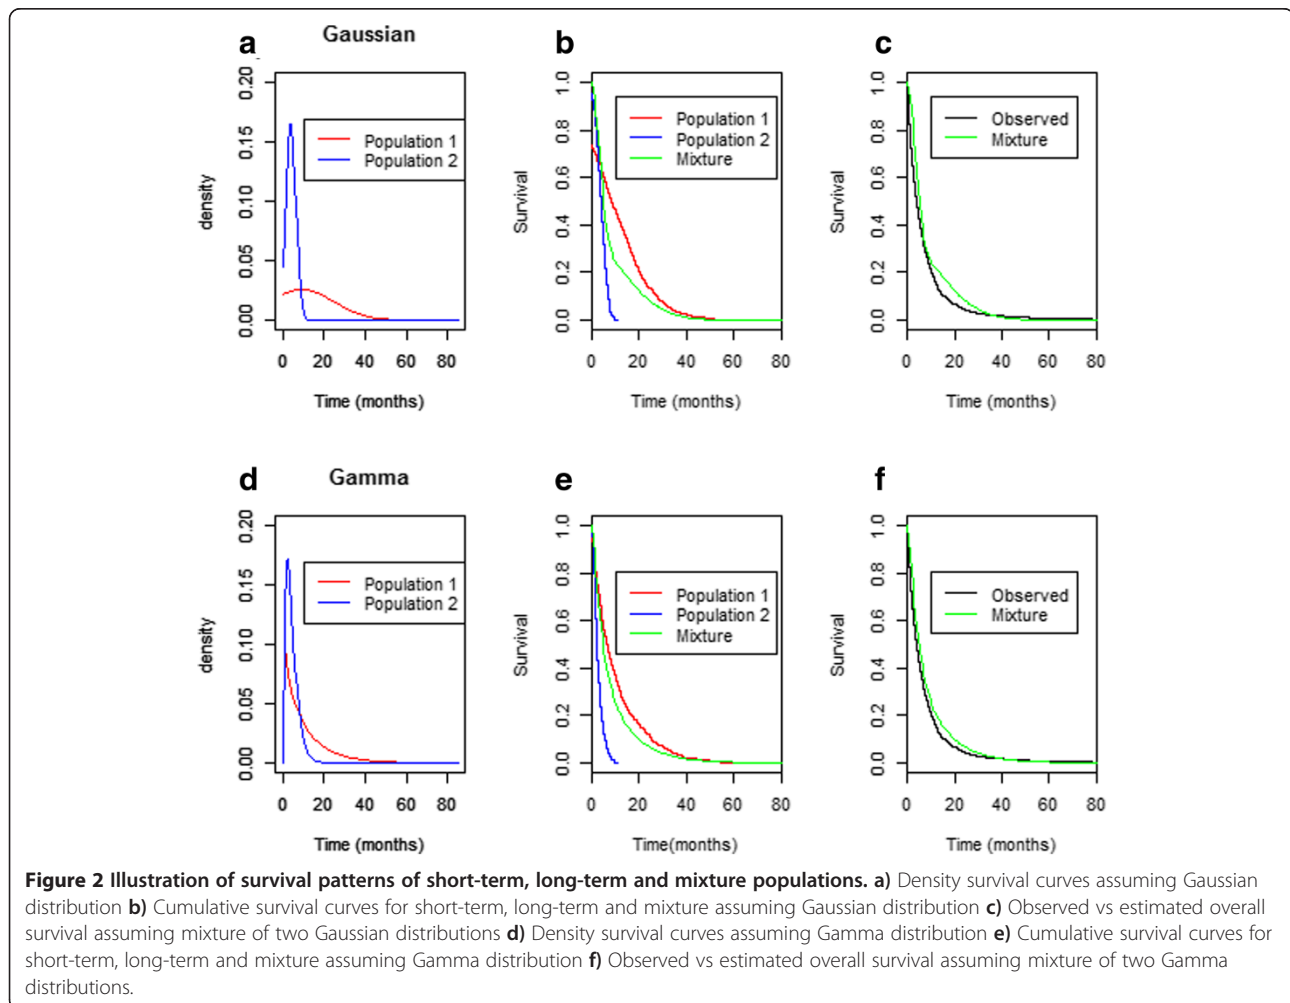 a Gaussian b c
0.20
0.15
0.10
0.05
0.00
density
Population 1
Population 2
0 20 40 60 80
Time (months)
1.0
0.8
0.6
0.4
0.2
0.0
Survival
Population 1
Population 2
Mixture
0 20 40 60 80
Time (months)
1.0
0.8
0.6
0.4
0.2
0.0
Survival
Observed
Mixture
0 20 40 60 80
Time (months)
d Gamma e f
0.20
0.15
0.10
0.05
0.00
density
Population 1
Population 2
0 20 40 60 80
Time (months)
1.0
0.8
0.6
0.4
0.2
0.0
Survival
Population 1
Population 2
Mixture
0 20 40 60 80
Time(months)
1.0
0.8
0.6
0.4
0.2
0.0
Survival
Observed
Mixture
0 20 40 60 80
Time (months)
Figure 2 Illustration of survival patterns of short-term, long-term and mixture populations. a) Density survival curves assuming Gaussian
distribution b) Cumulative survival curves for short-term, long-term and mixture assuming Gaussian distribution c) Observed vs estimated overall
survival assuming mixture of two Gaussian distributions d) Density survival curves assuming Gamma distribution e) Cumulative survival curves for
short-term, long-term and mixture assuming Gamma distribution f) Observed vs estimated overall survival assuming mixture of two Gamma
distributions.